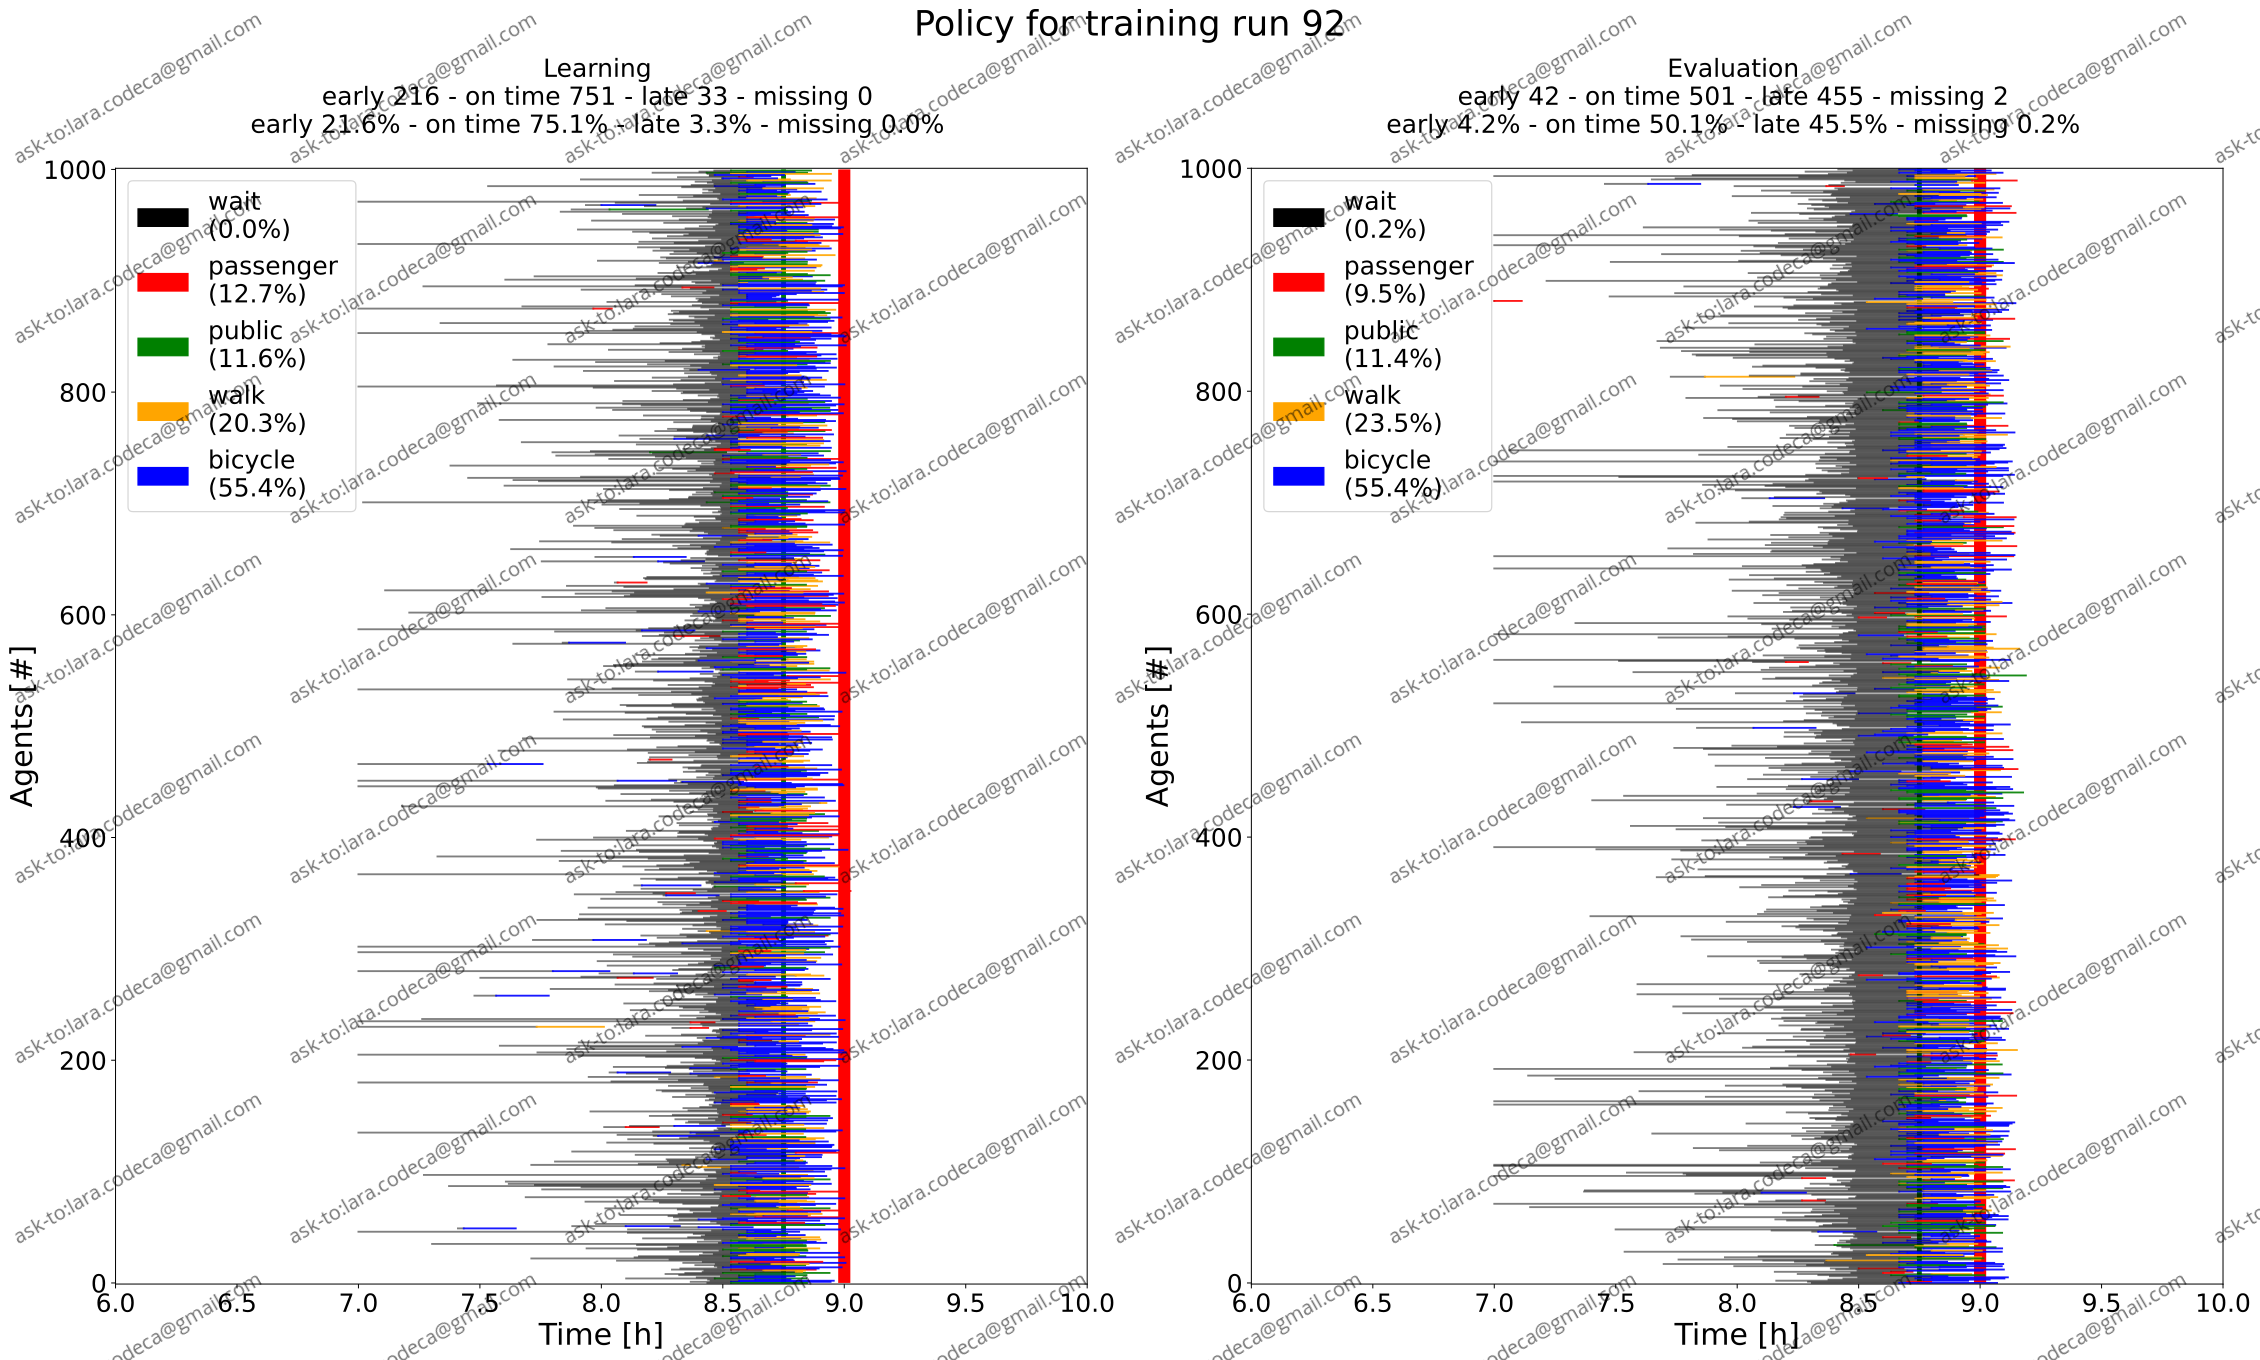 Policy for training run 92
Learning
early 216 - on time 751 - late 33 - missing 0
early 21.6% - on time 75.1% - late 3.3% - missing 0.0%
1000
800
600
400
200
0
Agents [#]
wait
(0.0%)
passenger
(12.7%)
public
(11.6%)
walk
(20.3%)
bicycle
(55.4%)
6.0 6.5 7.0 7.5 8.0 8.5 9.0 9.5 10.0
Time [h]
Evaluation
early 42 - on time 501 - late 455 - missing 2
early 4.2% - on time 50.1% - late 45.5% - missing 0.2%
1000
800
600
400
200
0
Agents [#]
wait
(0.2%)
passenger
(9.5%)
public
(11.4%)
walk
(23.5%)
bicycle
(55.4%)
6.0 6.5 7.0 7.5 8.0 8.5 9.0 9.5 10.0
Time [h]
ask-to:lara.codeca@gmail.com